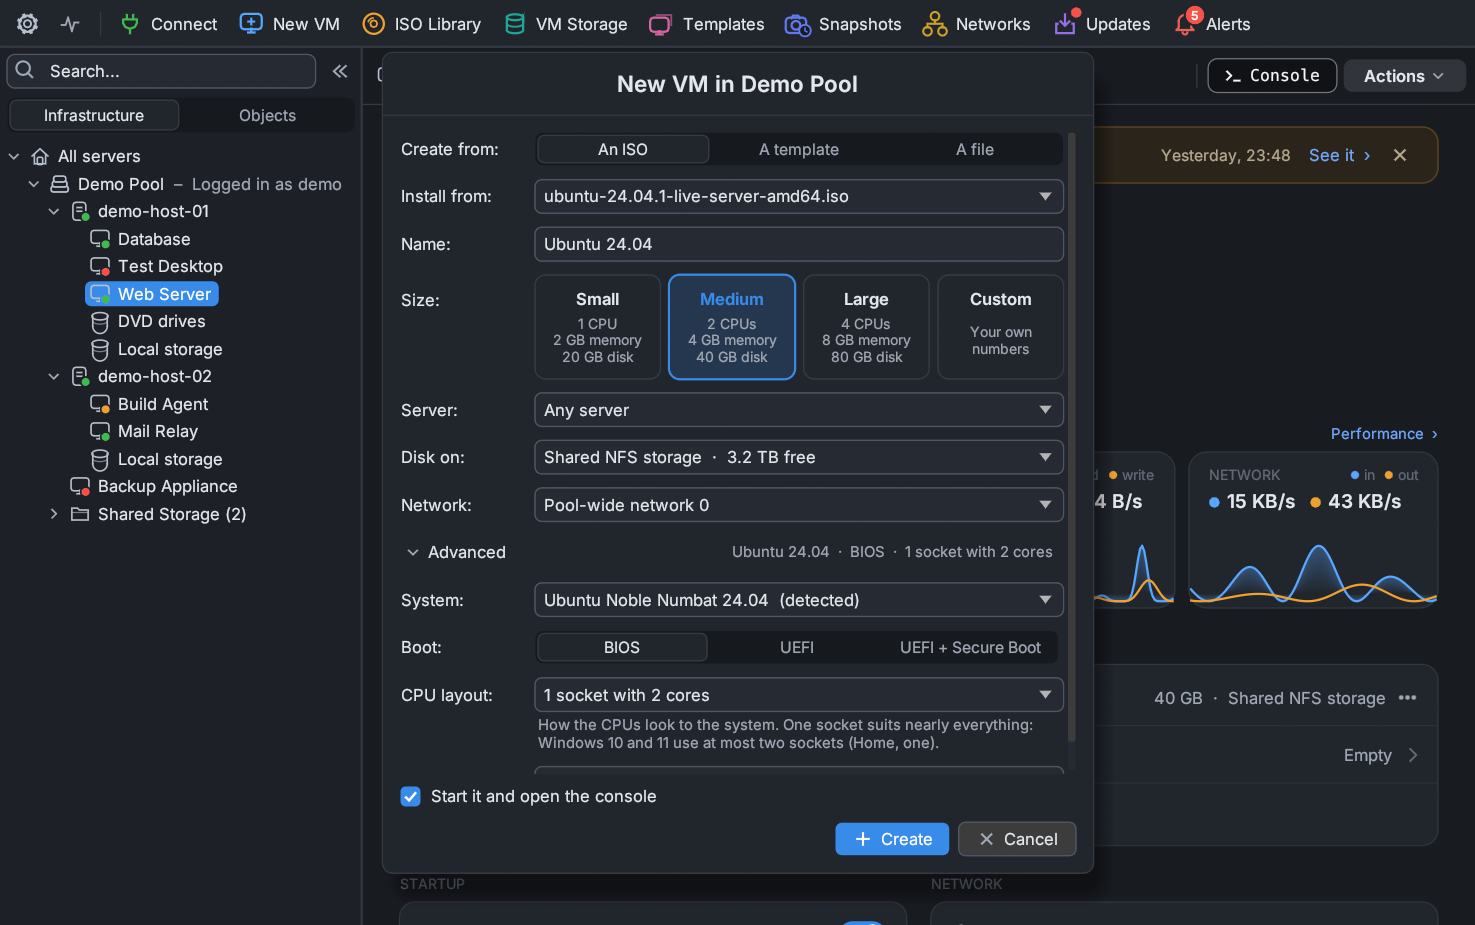 Connect
New VM
ISO Library
VM Storage
Templates
Snapshots
Networks
Updates
5
Alerts
Search...
Infrastructure
Objects
All servers
Demo Pool – Logged in as demo
demo-host-01
Database
Test Desktop
Web Server
DVD drives
Local storage
demo-host-02
Build Agent
Mail Relay
Local storage
Backup Appliance
Shared Storage (2)
>_ Console
Actions
Yesterday, 23:48 See it ›
New VM in Demo Pool
Create from:
An ISO
A template
A file
Install from:
ubuntu-24.04.1-live-server-amd64.iso
Name:
Ubuntu 24.04
Size:
Small
1 CPU
2 GB memory
20 GB disk
Medium
2 CPUs
4 GB memory
40 GB disk
Large
4 CPUs
8 GB memory
80 GB disk
Custom
Your own
numbers
Server:
Any server
Disk on:
Shared NFS storage · 3.2 TB free
Network:
Pool-wide network 0
Advanced
Ubuntu 24.04 · BIOS · 1 socket with 2 cores
System:
Ubuntu Noble Numbat 24.04 (detected)
Boot:
BIOS
UEFI
UEFI + Secure Boot
CPU layout:
1 socket with 2 cores
How the CPUs look to the system. One socket suits nearly everything:
Windows 10 and 11 use at most two sockets (Home, one).
Start it and open the console
Create
Cancel
Performance ›
write
4 B/s
NETWORK
in out
15 KB/s 43 KB/s
40 GB · Shared NFS storage
Empty
STARTUP
NETWORK